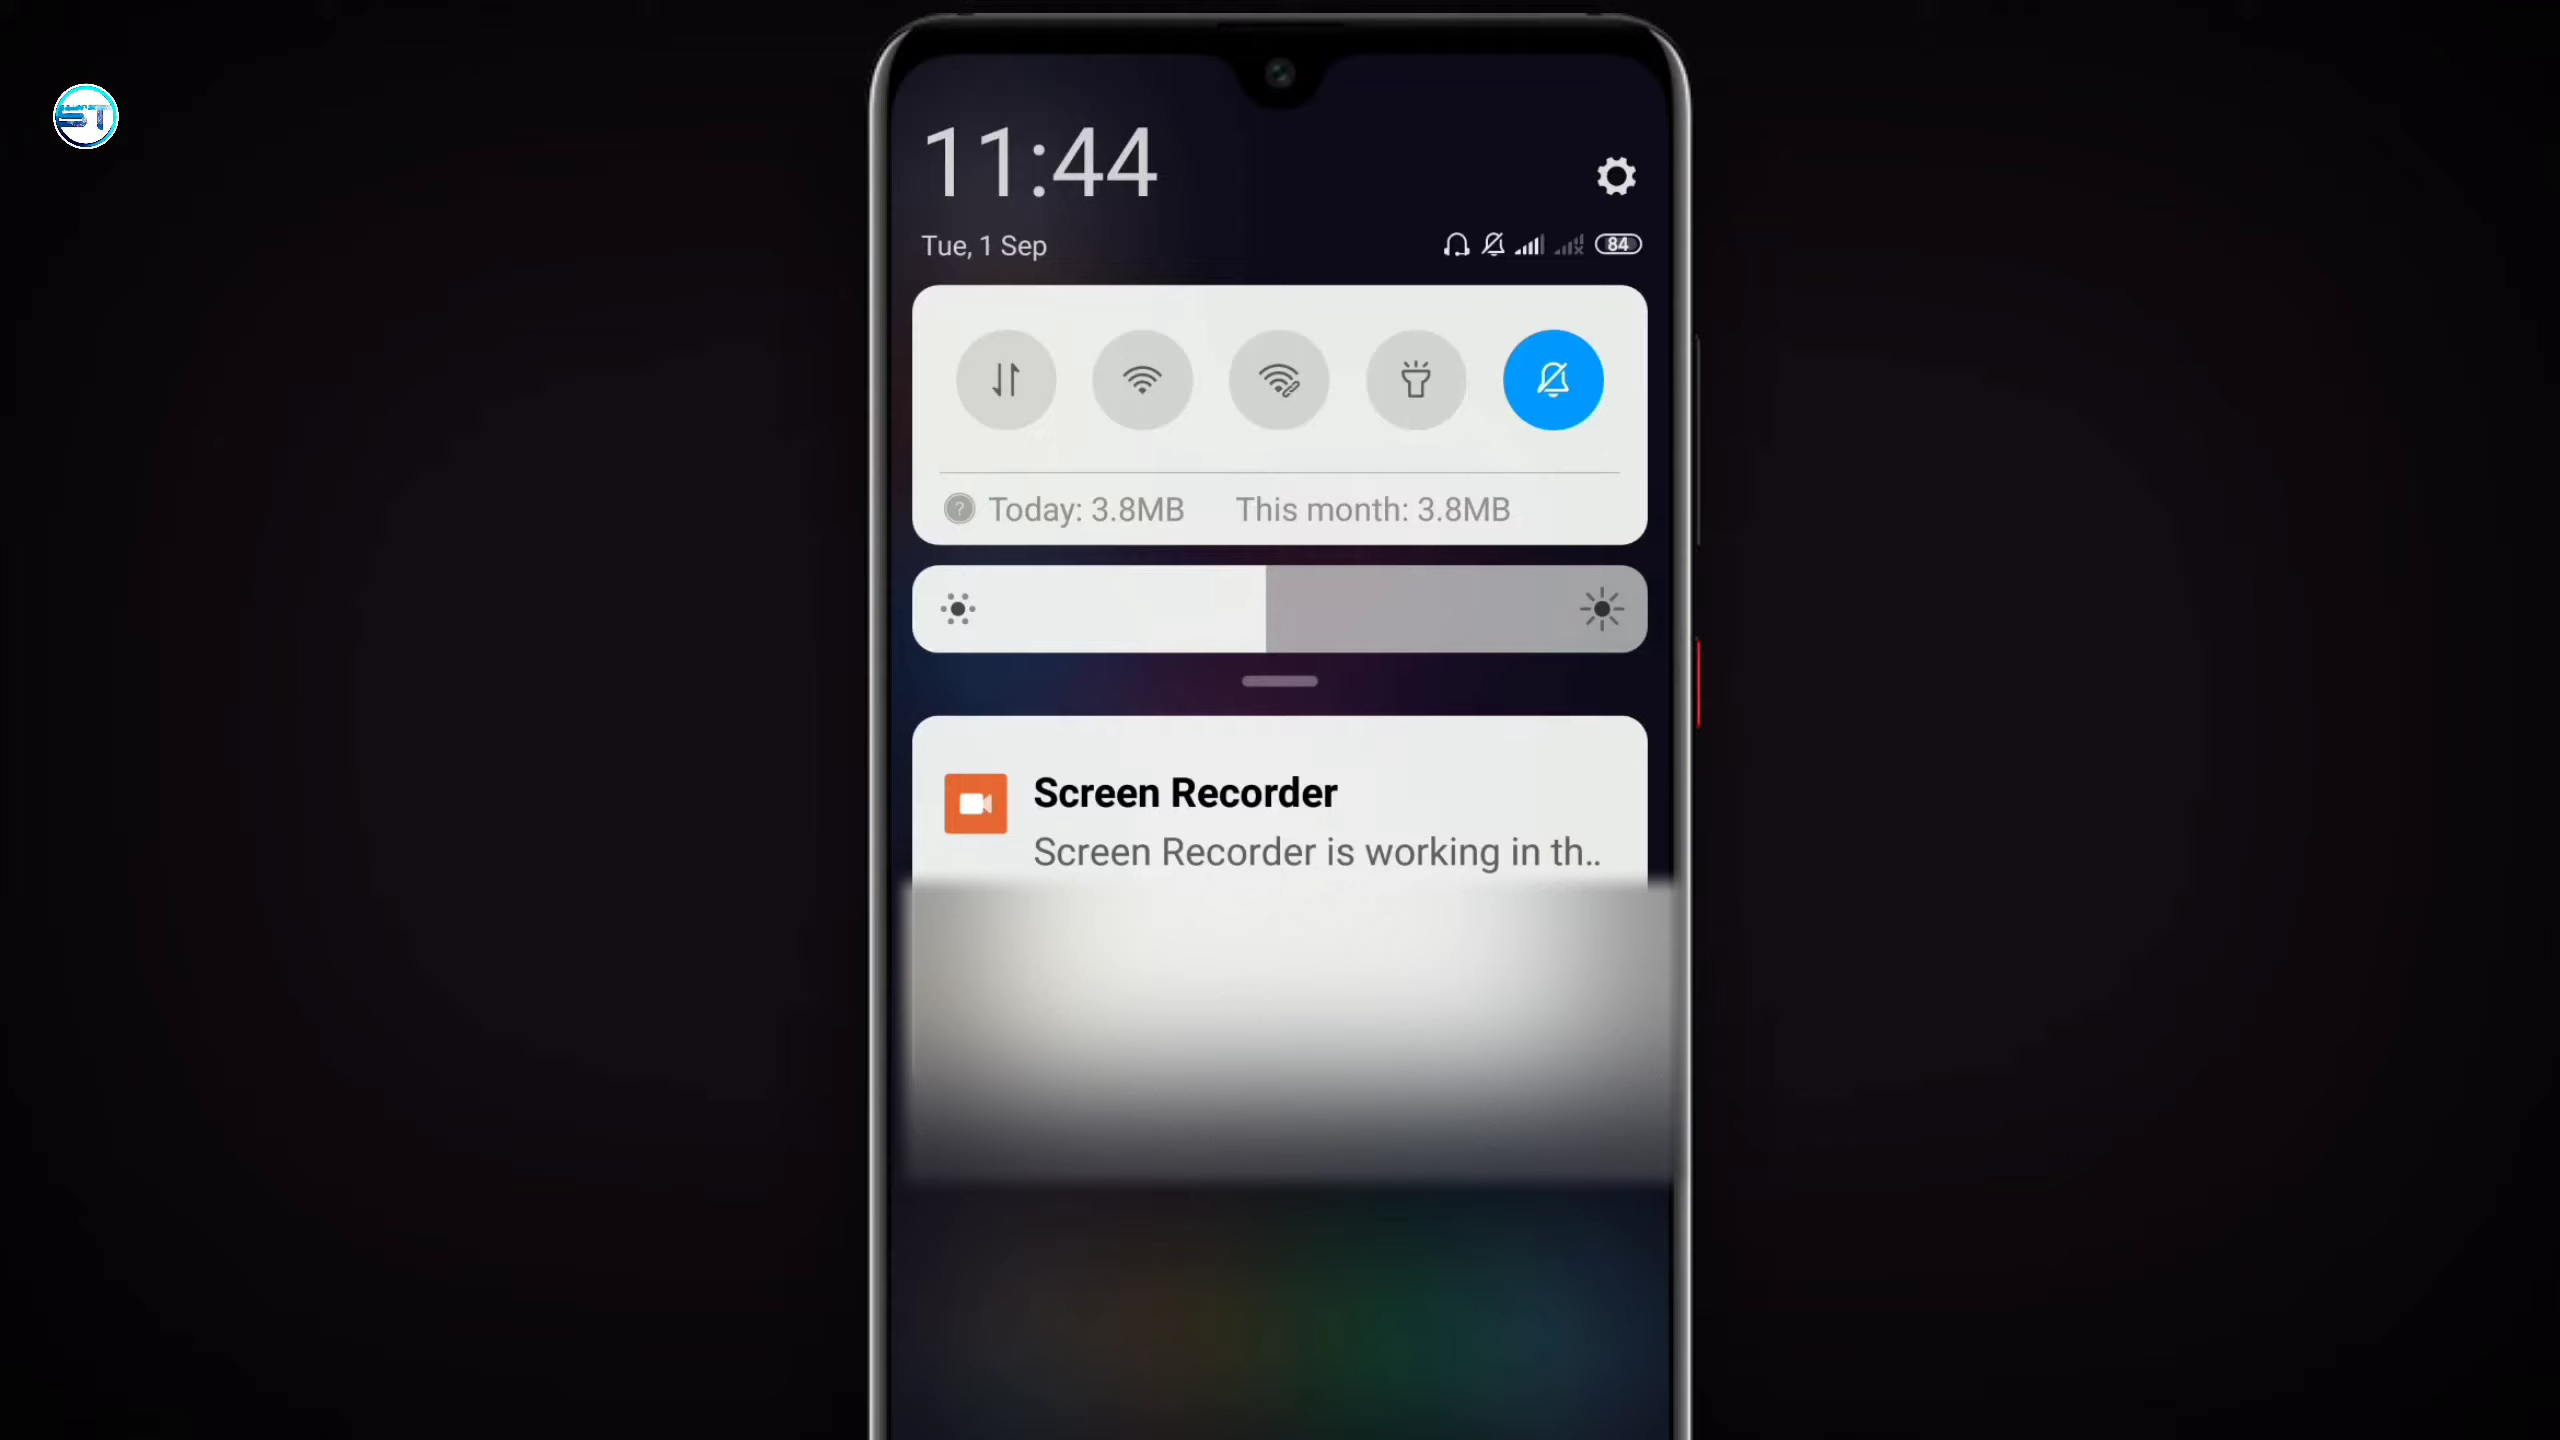 ST
11:44
Tue, 1 Sep
84
Today: 3.8MB This month: 3.8MB
Screen Recorder
Screen Recorder is working in th..